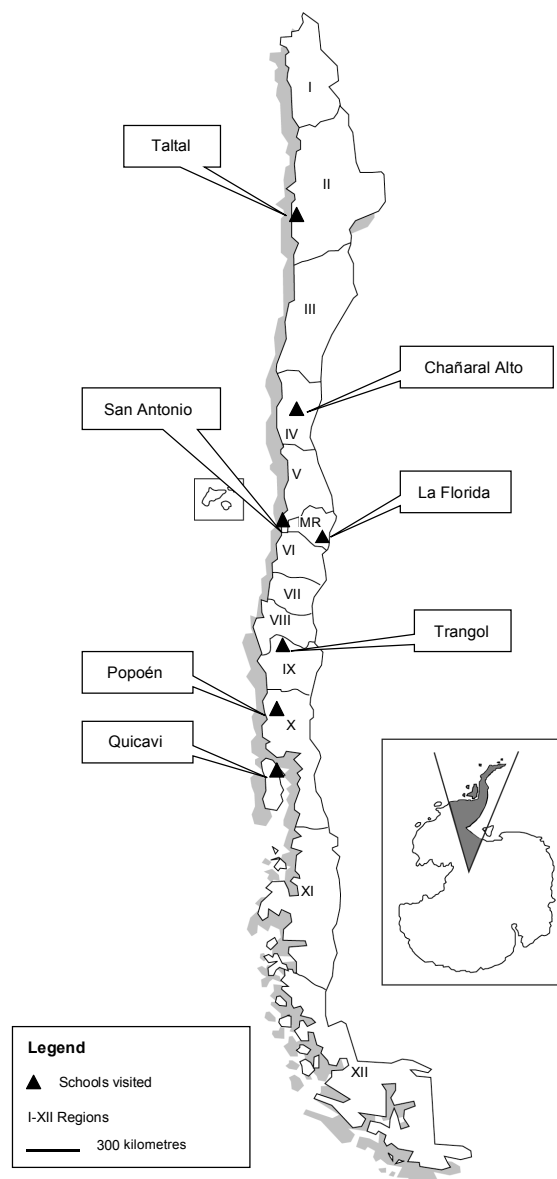 I
Taltal
II
III
Chañaral Alto
San Antonio
IV
V
La Florida
MR
VI
VII
VIII
Trangol
IX
Popoén
X
Quicavi
XI
XII
Legend
Schools visited
I-XII Regions
300 kilometres